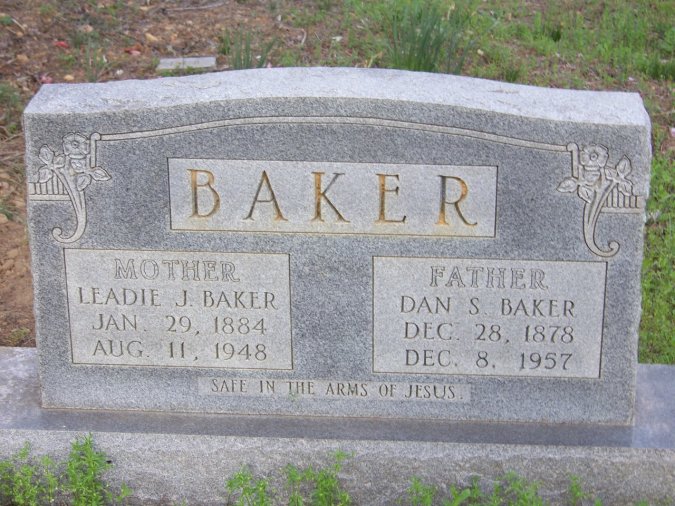 BAKER
MOTHER
LEADIE J. BAKER
JAN. 29, 1884
AUG. 11, 1948
FATHER
DAN S. BAKER
DEC. 28, 1878
DEC. 8, 1957
SAFE IN THE ARMS OF JESUS.